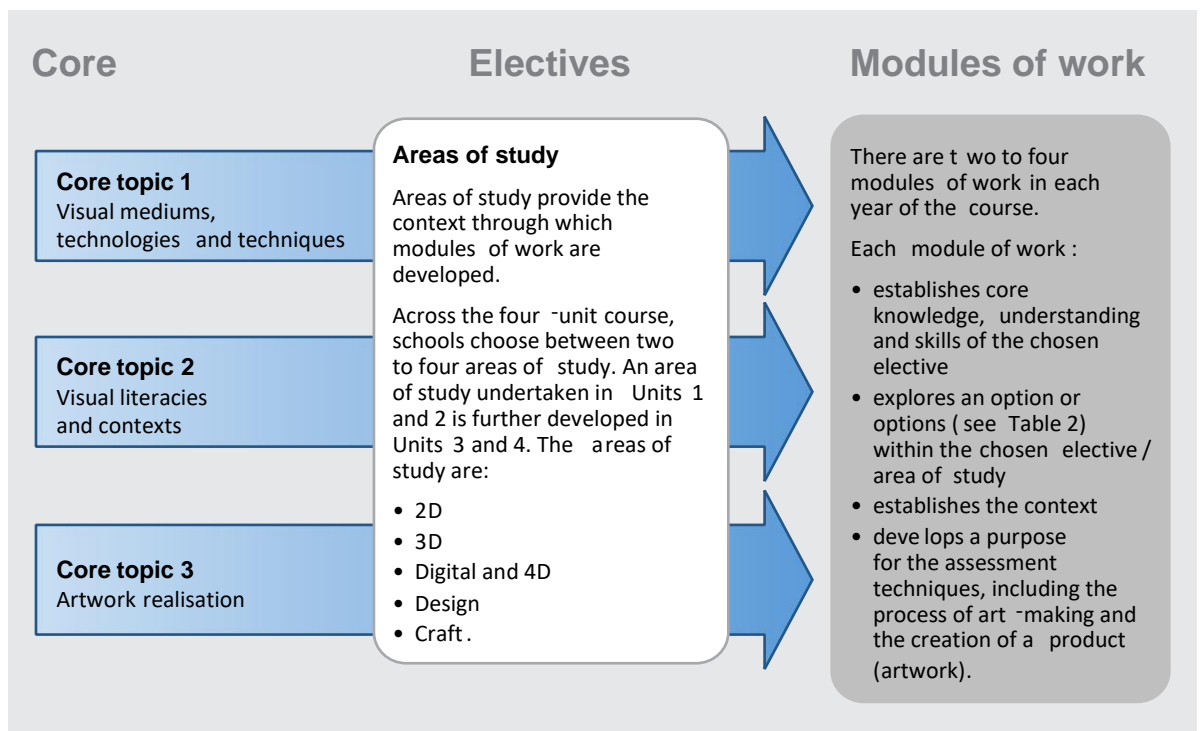 Core
Electives
Modules of work
Core topic 1
Visual mediums,
technologies and techniques
Core topic 2
Visual literacies
and contexts
Core topic 3
Artwork realisation
Areas of study
Areas of study provide the
context through which
modules of work are
developed.
Across the four -unit course,
schools choose between two
to four areas of study. An area
of study undertaken in Units 1
and 2 is further developed in
Units 3 and 4. The areas of
study are:
• 2D
• 3D
• Digital and 4D
• Design
• Craft .
There are t wo to four
modules of work in each
year of the course.
Each module of work :
• establishes core
knowledge, understanding
and skills of the chosen
elective
• explores an option or
options ( see Table 2)
within the chosen elective /
area of study
• establishes the context
• deve lops a purpose
for the assessment
techniques, including the
process of art -making and
the creation of a product
(artwork).